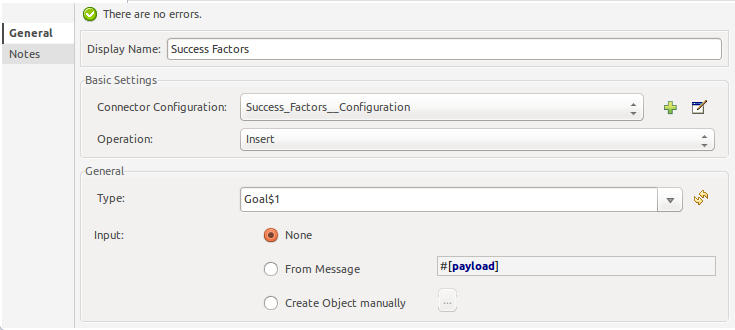 There are no errors.
General
Notes
Display Name: Success Factors
Basic Settings
Connector Configuration: Success_Factors__Configuration
Operation: Insert
General
Type: Goal$1
Input: None
From Message #[payload]
Create Object manually ...